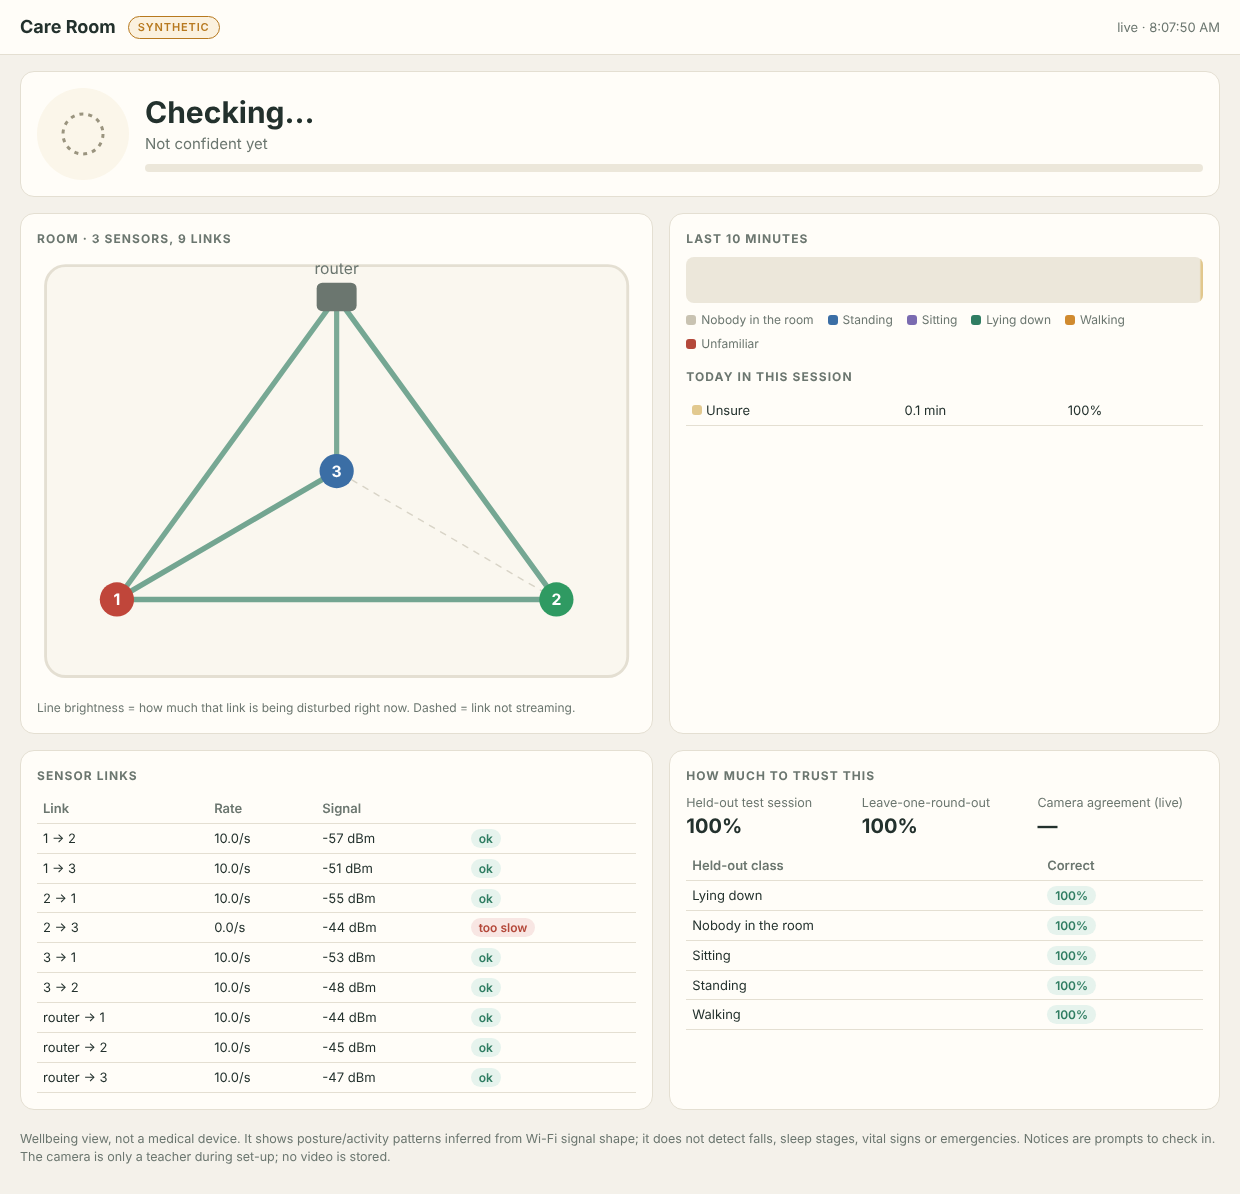 Care Room
SYNTHETIC
live · 8:07:50 AM
Checking…
Not confident yet
ROOM · 3 SENSORS, 9 LINKS
router
3
1
2
Line brightness = how much that link is being disturbed right now. Dashed = link not streaming.
LAST 10 MINUTES
Nobody in the room Standing Sitting Lying down Walking
Unfamiliar
TODAY IN THIS SESSION
Unsure 0.1 min 100%
SENSOR LINKS
Link Rate Signal
1 → 2 10.0/s -57 dBm ok
1 → 3 10.0/s -51 dBm ok
2 → 1 10.0/s -55 dBm ok
2 → 3 0.0/s -44 dBm too slow
3 → 1 10.0/s -53 dBm ok
3 → 2 10.0/s -48 dBm ok
router → 1 10.0/s -44 dBm ok
router → 2 10.0/s -45 dBm ok
router → 3 10.0/s -47 dBm ok
HOW MUCH TO TRUST THIS
Held-out test session Leave-one-round-out Camera agreement (live)
100% 100% —
Held-out class Correct
Lying down 100%
Nobody in the room 100%
Sitting 100%
Standing 100%
Walking 100%
Wellbeing view, not a medical device. It shows posture/activity patterns inferred from Wi-Fi signal shape; it does not detect falls, sleep stages, vital signs or emergencies. Notices are prompts to check in.
The camera is only a teacher during set-up; no video is stored.